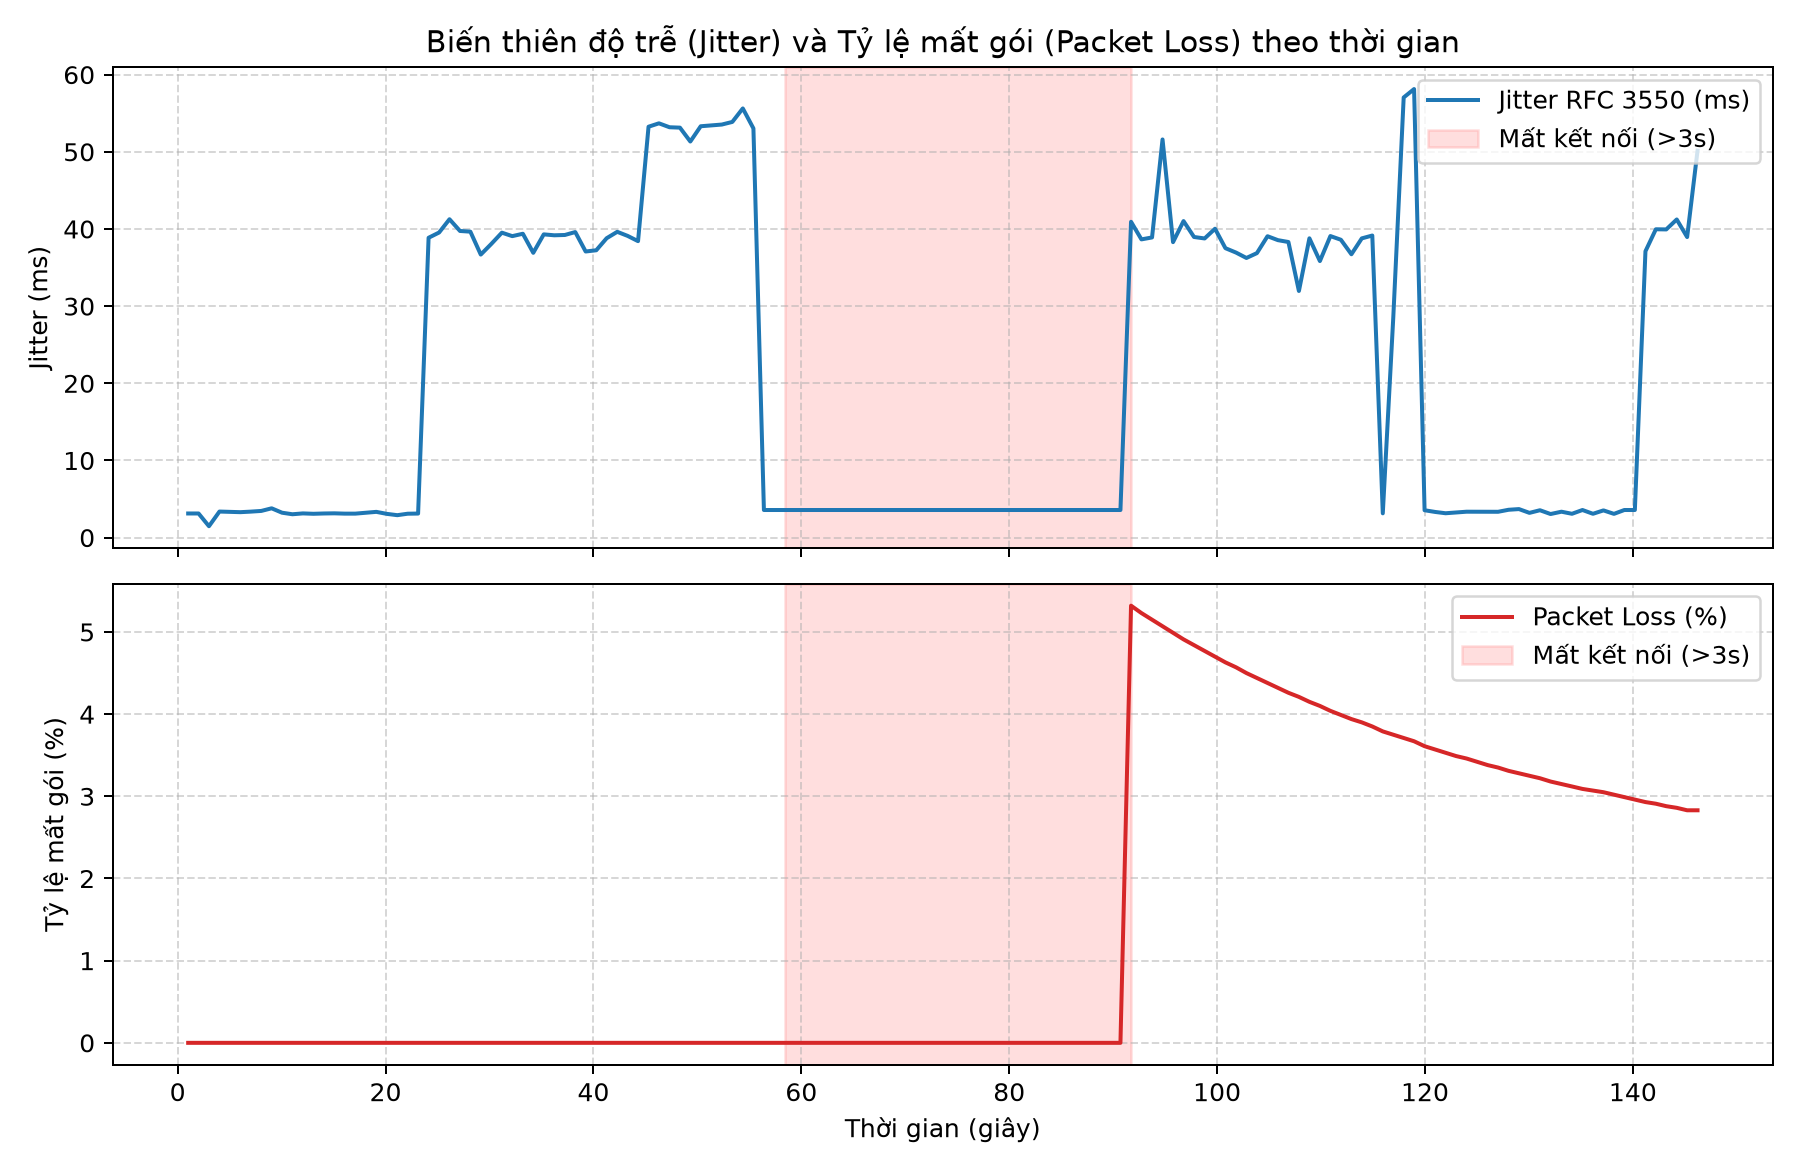 Biến thiên độ trễ (Jitter) và Tỷ lệ mất gói (Packet Loss) theo thời gian
60
50
40
30
20
10
0
Jitter (ms)
Jitter RFC 3550 (ms)
Mất kết nối (>3s)
5
4
3
2
1
0
Tỷ lệ mất gói (%)
Packet Loss (%)
Mất kết nối (>3s)
0 20 40 60 80 100 120 140
Thời gian (giây)